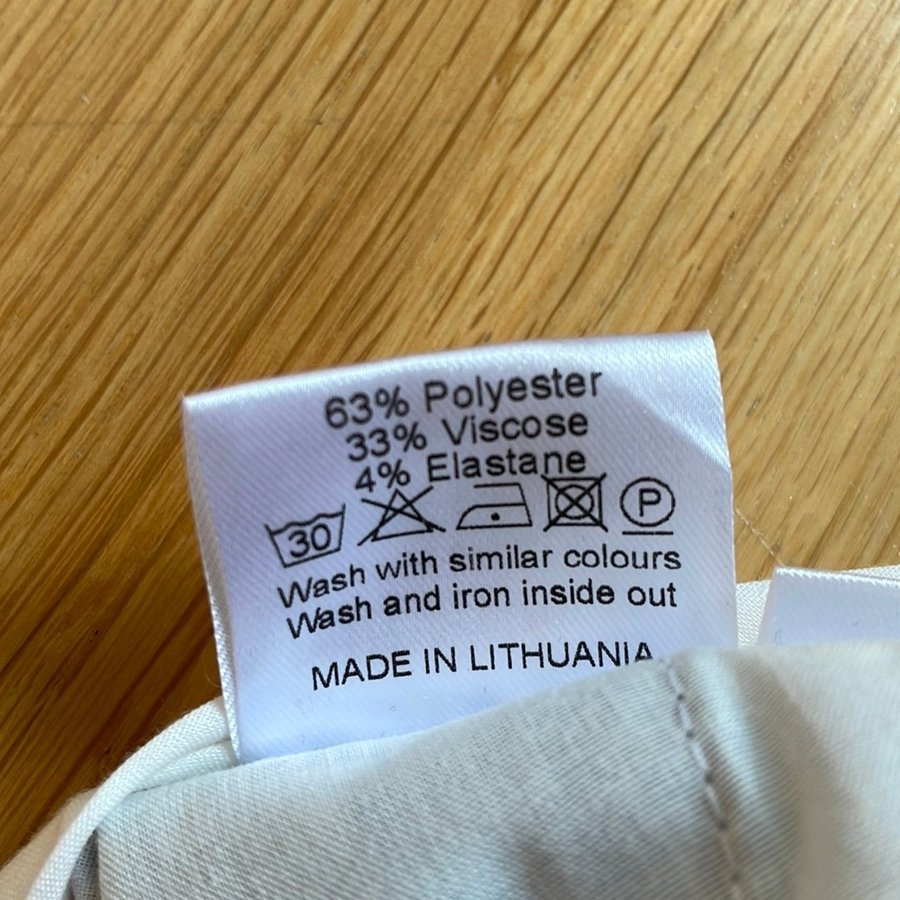 63% Polyester
33% Viscose
4% Elastane
30 P
Wash with similar colours
Wash and iron inside out
MADE IN LITHUANIA